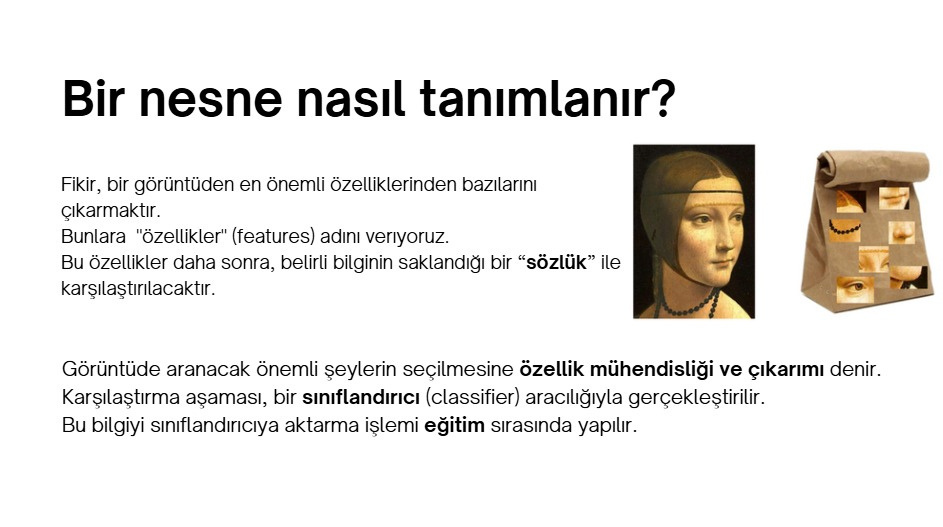 Bir nesne nasıl tanımlanır?
Fikir, bir görüntüden en önemli özelliklerinden bazılarını
çıkarmaktır.
Bunlara "özellikler" (features) adını verıyoruz.
Bu özellikler daha sonra, belirli bilginin saklandığı bir “sözlük” ile
karşılaştırılacaktır.
Görüntüde aranacak önemli şeylerin seçilmesine özellik mühendisliği ve çıkarımı denir.
Karşılaştırma aşaması, bir sınıflandırıcı (classifier) aracılığıyla gerçekleştirilir.
Bu bilgiyi sınıflandırıcıya aktarma işlemi eğitim sırasında yapılır.